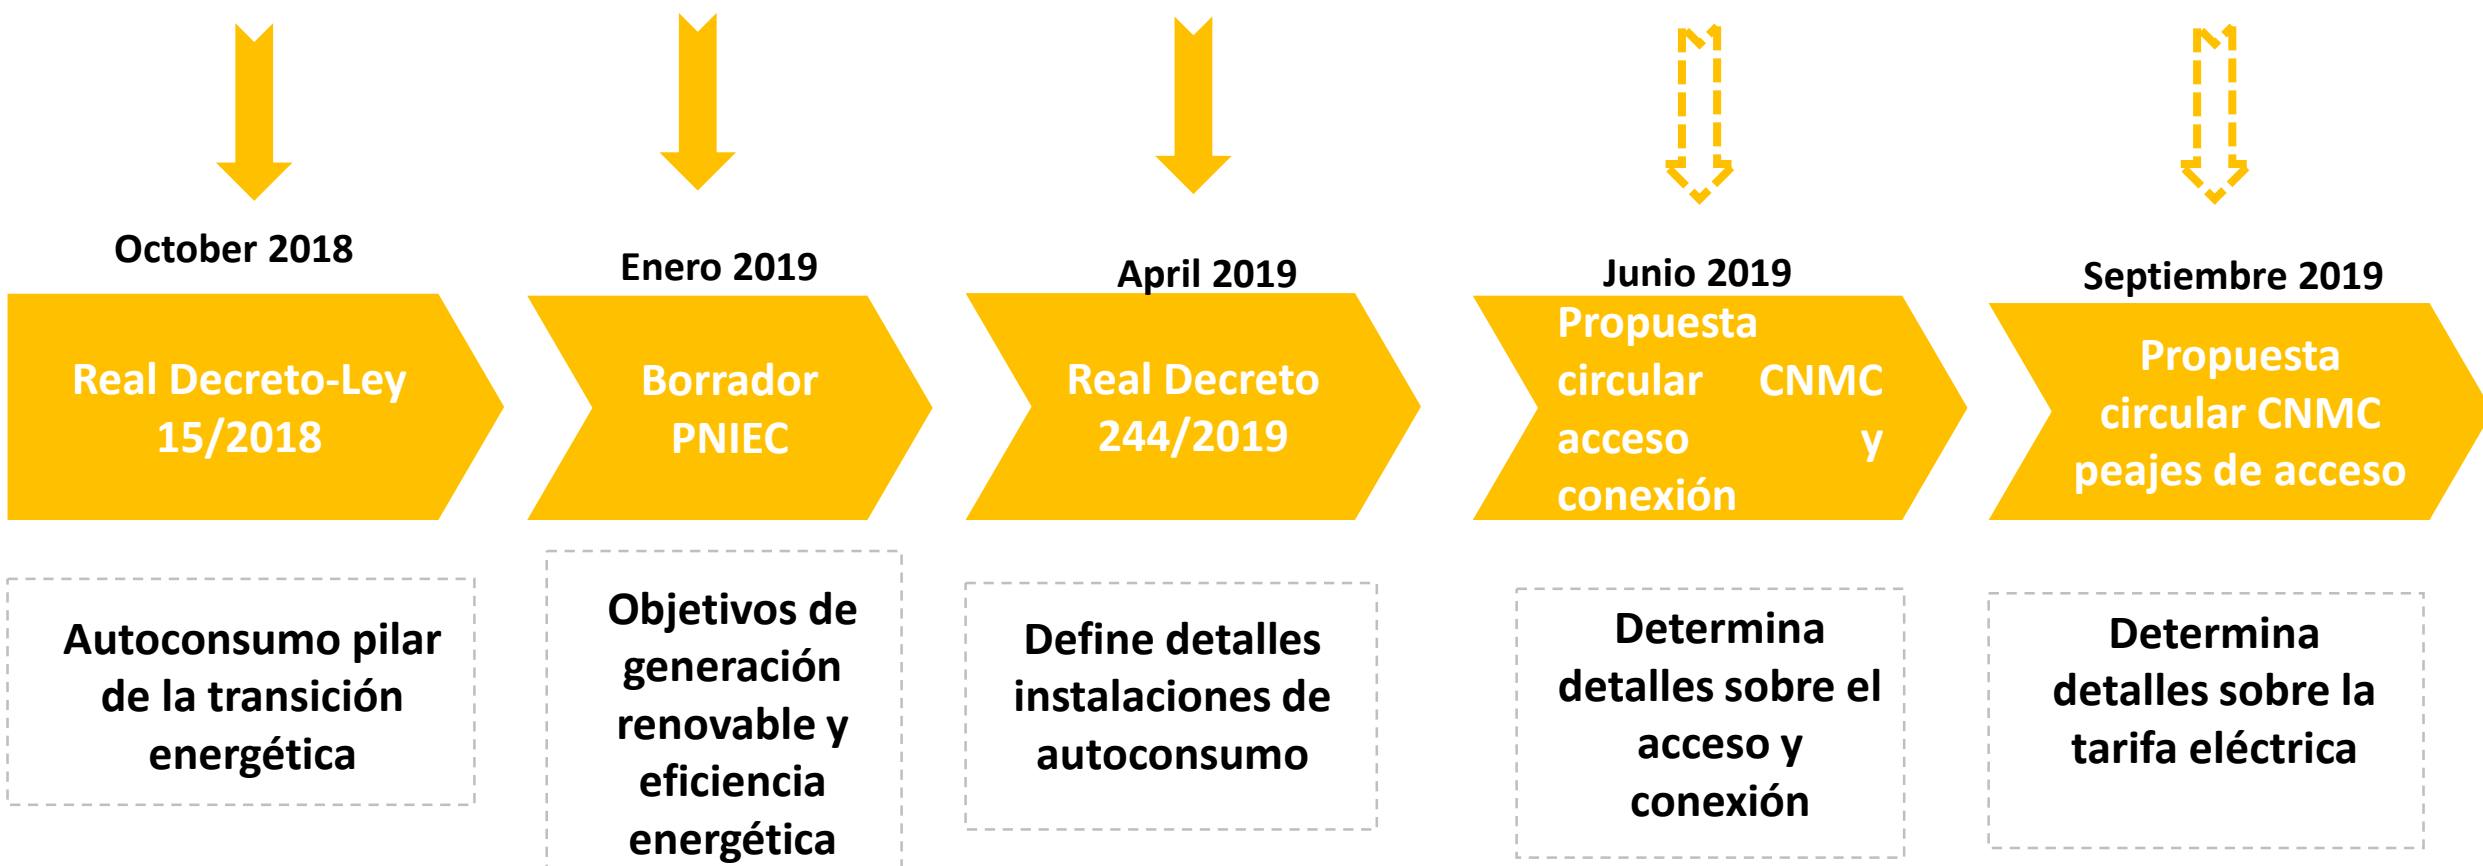 October 2018
Real Decreto-Ley
15/2018
Autoconsumo pilar
de la transición
energética
Enero 2019
Borrador
PNIEC
Objetivos de
generación
renovable y
eficiencia
energética
April 2019
Real Decreto
244/2019
Define detalles
instalaciones de
autoconsumo
Junio 2019
Propuesta
circular CNMC
acceso y
conexión
Determina
detalles sobre el
acceso y
conexión
Septiembre 2019
Propuesta
circular CNMC
peajes de acceso
Determina
detalles sobre la
tarifa eléctrica